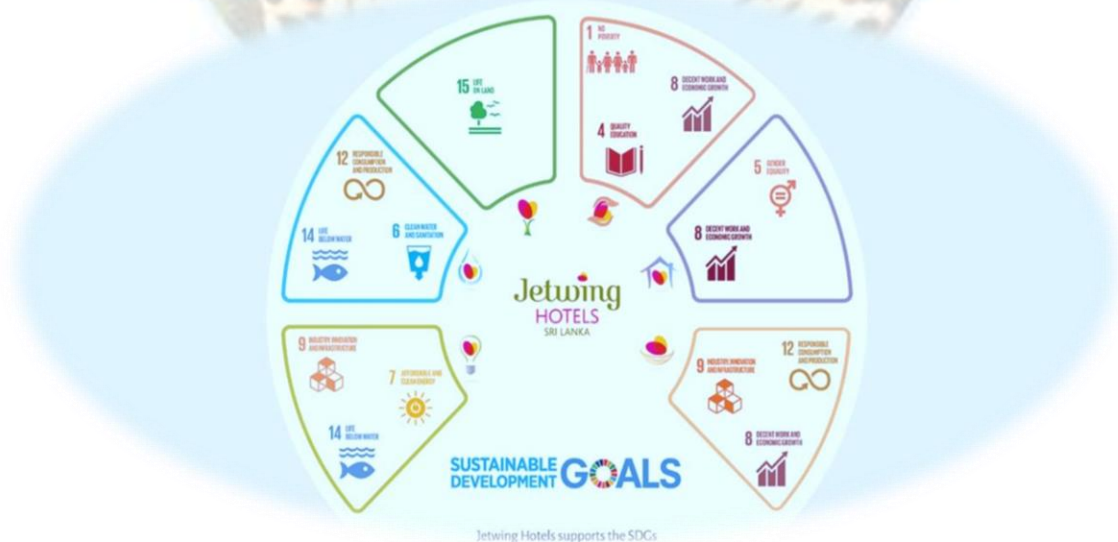 1 NO
POVERTY
8 DECENT WORK AND
ECONOMIC GROWTH
4 QUALITY
EDUCATION
5 GENDER
EQUALITY
8 DECENT WORK AND
ECONOMIC GROWTH
12 RESPONSIBLE
CONSUMPTION
AND PRODUCTION
9 INDUSTRY, INNOVATION
AND INFRASTRUCTURE
8 DECENT WORK AND
ECONOMIC GROWTH
9 INDUSTRY, INNOVATION
AND INFRASTRUCTURE
7 AFFORDABLE AND
CLEAN ENERGY
14 LIFE
BELOW WATER
12 RESPONSIBLE
CONSUMPTION
AND PRODUCTION
14 LIFE
BELOW WATER
6 CLEAN WATER
AND SANITATION
15 LIFE
ON LAND
Jetwing
HOTELS
SRI LANKA
SUSTAINABLE
DEVELOPMENT GOALS
Jetwing Hotels supports the SDGs